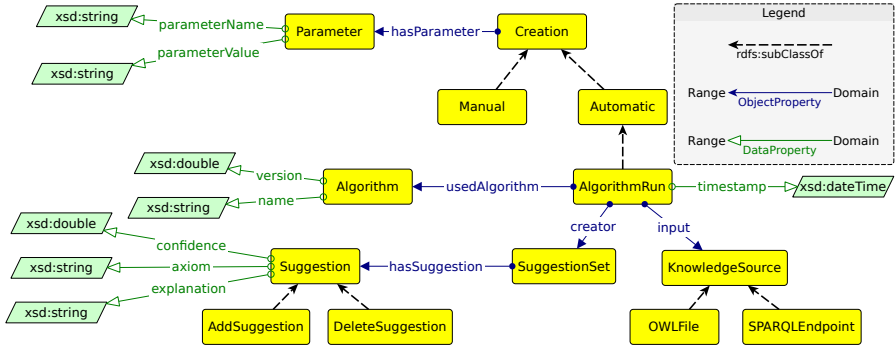 xsd:string
parameterName
Parameter
hasParameter
Creation
parameterValue
xsd:string
Legend
rdfs:subClassOf
Range
ObjectProperty
Domain
Range
DataProperty
Domain
Manual
Automatic
xsd:double
version
Algorithm
usedAlgorithm
AlgorithmRun
timestamp
xsd:dateTime
name
xsd:string
creator
input
xsd:double
confidence
xsd:string
axiom
Suggestion
hasSuggestion
SuggestionSet
KnowledgeSource
explanation
xsd:string
AddSuggestion
DeleteSuggestion
OWLFile
SPARQLEndpoint